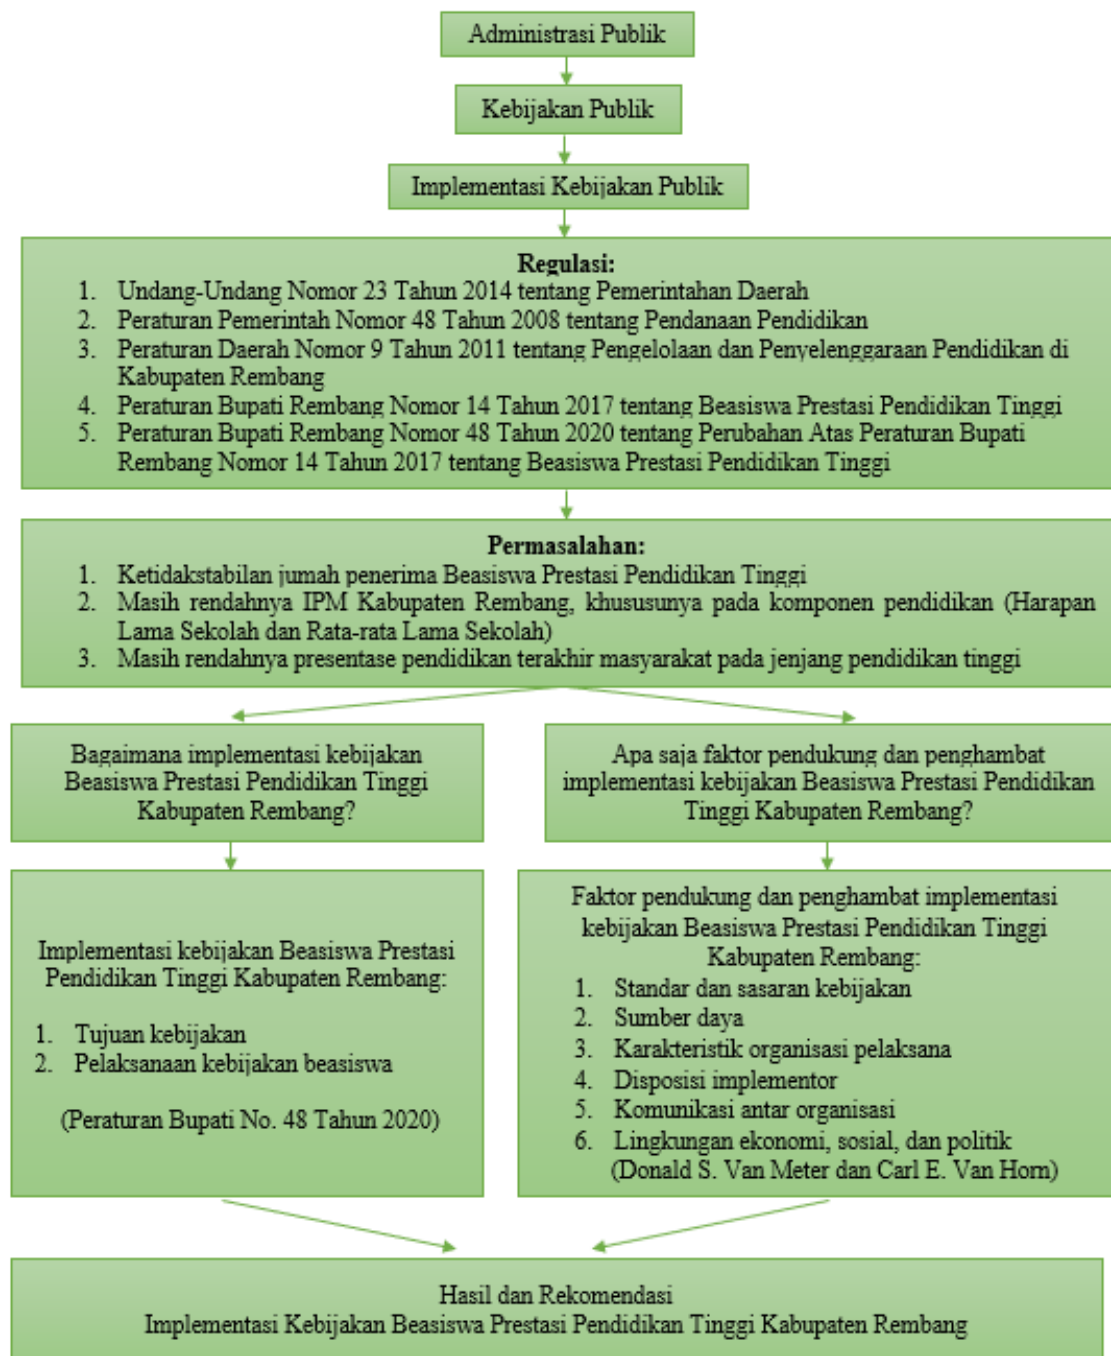 Administrasi Publik
Kebijakan Publik
Implementasi Kebijakan Publik
Regulasi:
1. Undang-Undang Nomor 23 Tahun 2014 tentang Pemerintahan Daerah
2. Peraturan Pemerintah Nomor 48 Tahun 2008 tentang Pendanaan Pendidikan
3. Peraturan Daerah Nomor 9 Tahun 2011 tentang Pengelolaan dan Penyelenggaraan Pendidikan di
Kabupaten Rembang
4. Peraturan Bupati Rembang Nomor 14 Tahun 2017 tentang Beasiswa Prestasi Pendidikan Tinggi
5. Peraturan Bupati Rembang Nomor 48 Tahun 2020 tentang Perubahan Atas Peraturan Bupati
Rembang Nomor 14 Tahun 2017 tentang Beasiswa Prestasi Pendidikan Tinggi
Permasalahan:
1. Ketidakstabilan jumah penerima Beasiswa Prestasi Pendidikan Tinggi
2. Masih rendahnya IPM Kabupaten Rembang, khususunya pada komponen pendidikan (Harapan
Lama Sekolah dan Rata-rata Lama Sekolah)
3. Masih rendahnya presentase pendidikan terakhir masyarakat pada jenjang pendidikan tinggi
Bagaimana implementasi kebijakan
Beasiswa Prestasi Pendidikan Tinggi
Kabupaten Rembang?
Apa saja faktor pendukung dan penghambat
implementasi kebijakan Beasiswa Prestasi Pendidikan
Tinggi Kabupaten Rembang?
Implementasi kebijakan Beasiswa Prestasi
Pendidikan Tinggi Kabupaten Rembang:
1. Tujuan kebijakan
2. Pelaksanaan kebijakan beasiswa
(Peraturan Bupati No. 48 Tahun 2020)
Faktor pendukung dan penghambat implementasi
kebijakan Beasiswa Prestasi Pendidikan Tinggi
Kabupaten Rembang:
1. Standar dan sasaran kebijakan
2. Sumber daya
3. Karakteristik organisasi pelaksana
4. Disposisi implementor
5. Komunikasi antar organisasi
6. Lingkungan ekonomi, sosial, dan politik
(Donald S. Van Meter dan Carl E. Van Horn)
Hasil dan Rekomendasi
Implementasi Kebijakan Beasiswa Prestasi Pendidikan Tinggi Kabupaten Rembang